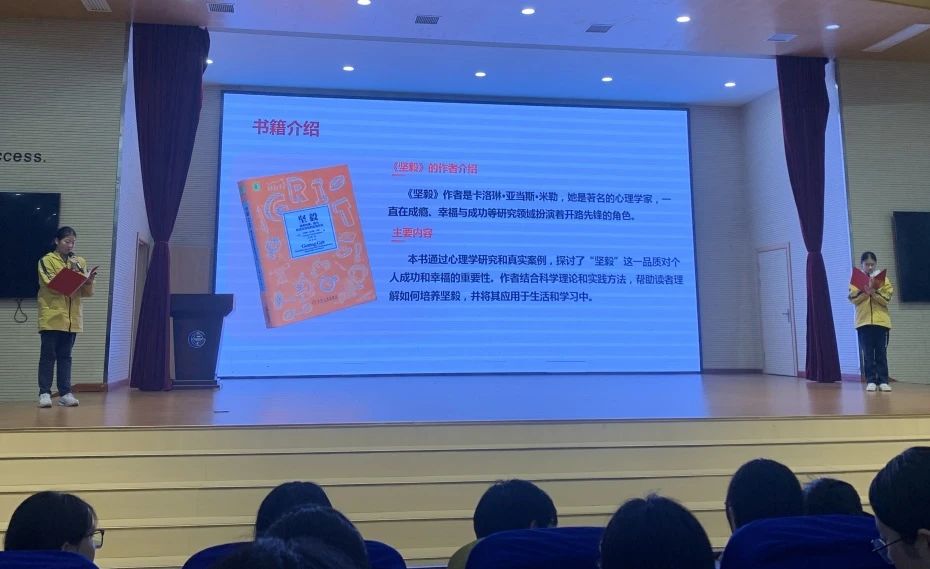 书籍介绍
ccess.
《坚毅》的作者介绍
《坚毅》作者是卡洛琳•亚当斯•米勒，她是著名的心理学家，一
直在成瘾、幸福与成功等研究领域扮演着开路先锋的角色。
主要内容
本书通过心理学研究和真实案例，探讨了“坚毅”这一品质对个
人成功和幸福的重要性。作者结合科学理论和实践方法，帮助读者理
解如何培养坚毅，并将其应用于生活和学习中。
GRIT
坚毅
Getting Grit